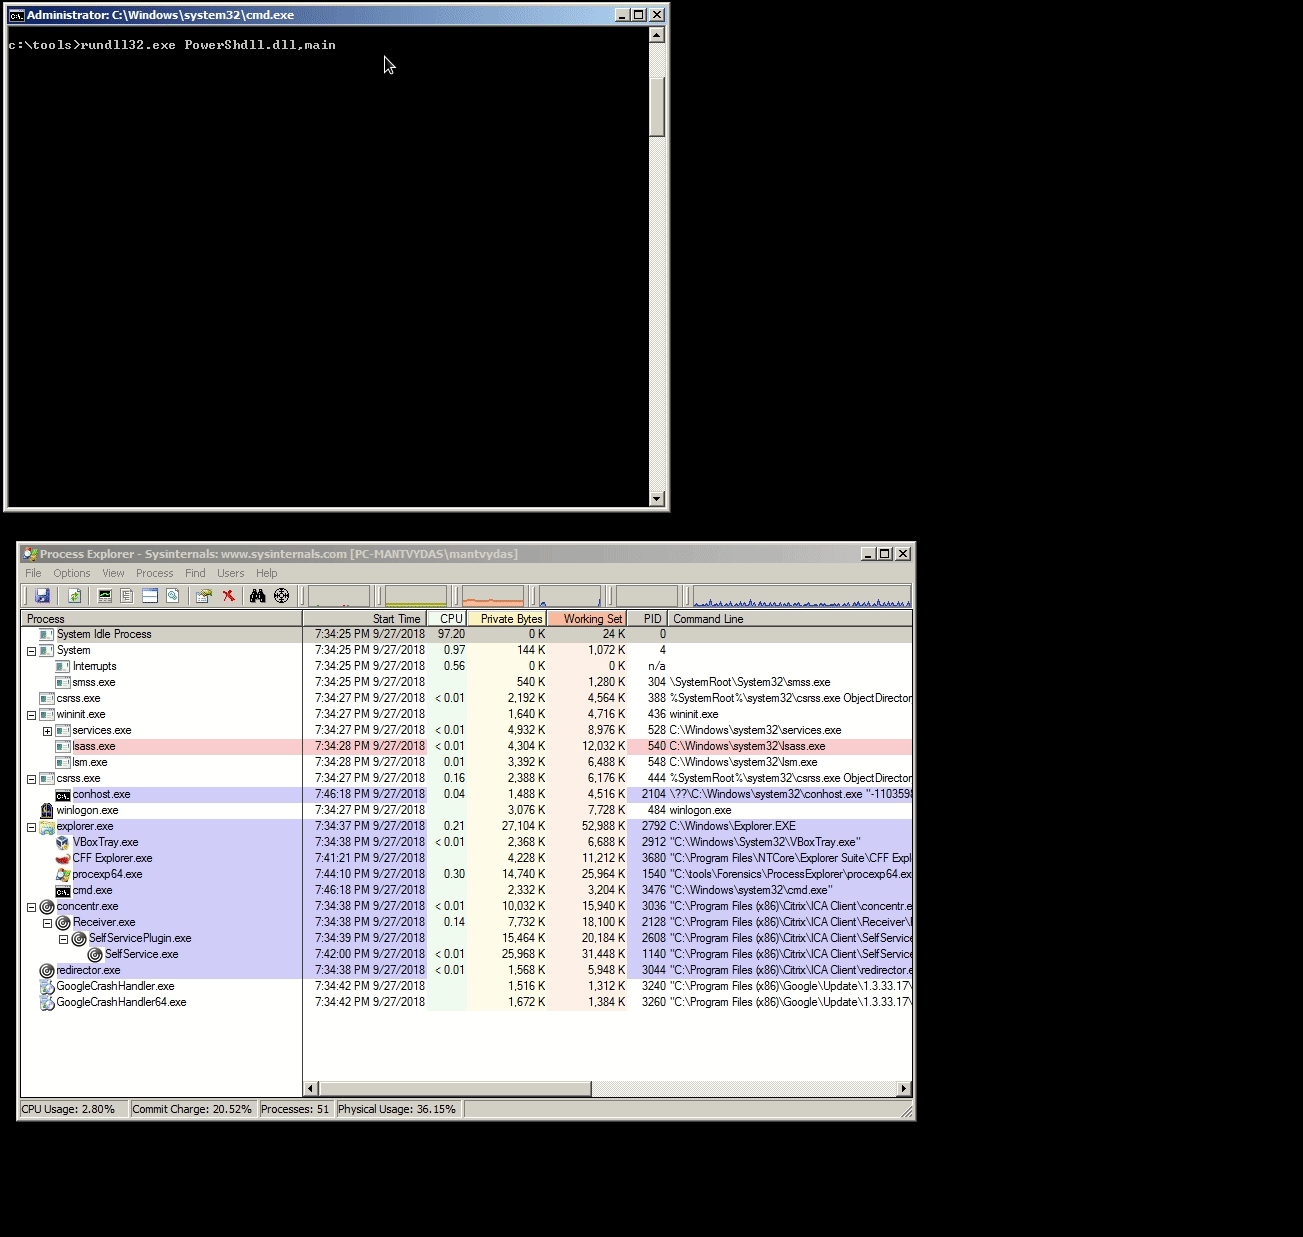 Administrator: C:\Windows\system32\cmd.exe
c:\tools>rundll32.exe PowerShdll.dll,main
Process Explorer - Sysinternals: www.sysinternals.com [PC-MANTVYDAS\mantvydas]
File Options View Process Find Users Help
Process Start Time CPU Private Bytes Working Set PID Command Line
System Idle Process 7:34:25 PM 9/27/2018 97.20 0 K 24 K 0
System 7:34:25 PM 9/27/2018 0.97 144 K 1,072 K 4
Interrupts 7:34:25 PM 9/27/2018 0.56 0 K 0 K n/a
smss.exe 7:34:25 PM 9/27/2018 540 K 1,280 K 304 \SystemRoot\System32\smss.exe
csrss.exe 7:34:27 PM 9/27/2018 < 0.01 2,192 K 4,564 K 388 %SystemRoot%\system32\csrss.exe ObjectDirector
wininit.exe 7:34:27 PM 9/27/2018 1,640 K 4,716 K 436 wininit.exe
services.exe 7:34:27 PM 9/27/2018 < 0.01 4,932 K 8,976 K 528 C:\Windows\system32\services.exe
lsass.exe 7:34:28 PM 9/27/2018 < 0.01 4,304 K 12,032 K 540 C:\Windows\system32\lsass.exe
lsm.exe 7:34:28 PM 9/27/2018 0.01 3,392 K 6,488 K 548 C:\Windows\system32\lsm.exe
csrss.exe 7:34:28 PM 9/27/2018 0.16 2,388 K 6,176 K 444 %SystemRoot%\system32\csrss.exe ObjectDirector
conhost.exe 7:46:18 PM 9/27/2018 0.04 1,488 K 4,516 K 2104 \??\C:\Windows\system32\conhost.exe "-1103598
winlogon.exe 7:34:27 PM 9/27/2018 3,076 K 7,728 K 484 winlogon.exe
explorer.exe 7:34:37 PM 9/27/2018 0.21 27,104 K 52,988 K 2792 C:\Windows\Explorer.EXE
VBoxTray.exe 7:34:38 PM 9/27/2018 < 0.01 2,368 K 6,688 K 2912 "C:\Windows\System32\VBoxTray.exe"
CFF Explorer.exe 7:41:21 PM 9/27/2018 4,228 K 11,212 K 3680 "C:\Program Files\NTCore\Explorer Suite\CFF Expl
procexp64.exe 7:44:10 PM 9/27/2018 0.30 14,740 K 25,964 K 1540 "C:\tools\Forensics\ProcessExplorer\procexp64.ex
cmd.exe 7:46:18 PM 9/27/2018 2,332 K 3,204 K 3476 "C:\Windows\system32\cmd.exe"
concentr.exe 7:34:38 PM 9/27/2018 < 0.01 10,032 K 15,940 K 3036 "C:\Program Files (x86)\Citrix\ICA Client\concentr.e
Receiver.exe 7:34:38 PM 9/27/2018 0.14 7,732 K 18,100 K 2128 "C:\Program Files (x86)\Citrix\ICA Client\Receiver\
SelfServicePlugin.exe 7:34:39 PM 9/27/2018 15,464 K 20,184 K 2608 "C:\Program Files (x86)\Citrix\ICA Client\SelfService
SelfService.exe 7:42:00 PM 9/27/2018 < 0.01 25,968 K 31,448 K 1140 "C:\Program Files (x86)\Citrix\ICA Client\SelfService
redirector.exe 7:34:38 PM 9/27/2018 < 0.01 1,568 K 5,948 K 3044 "C:\Program Files (x86)\Citrix\ICA Client\redirector.e
GoogleCrashHandler.exe 7:34:42 PM 9/27/2018 1,516 K 1,312 K 3240 "C:\Program Files (x86)\Google\Update\1.3.33.17\
GoogleCrashHandler64.exe 7:34:42 PM 9/27/2018 1,672 K 1,384 K 3260 "C:\Program Files (x86)\Google\Update\1.3.33.17\
CPU Usage: 2.80% Commit Charge: 20.52% Processes: 51 Physical Usage: 36.15%